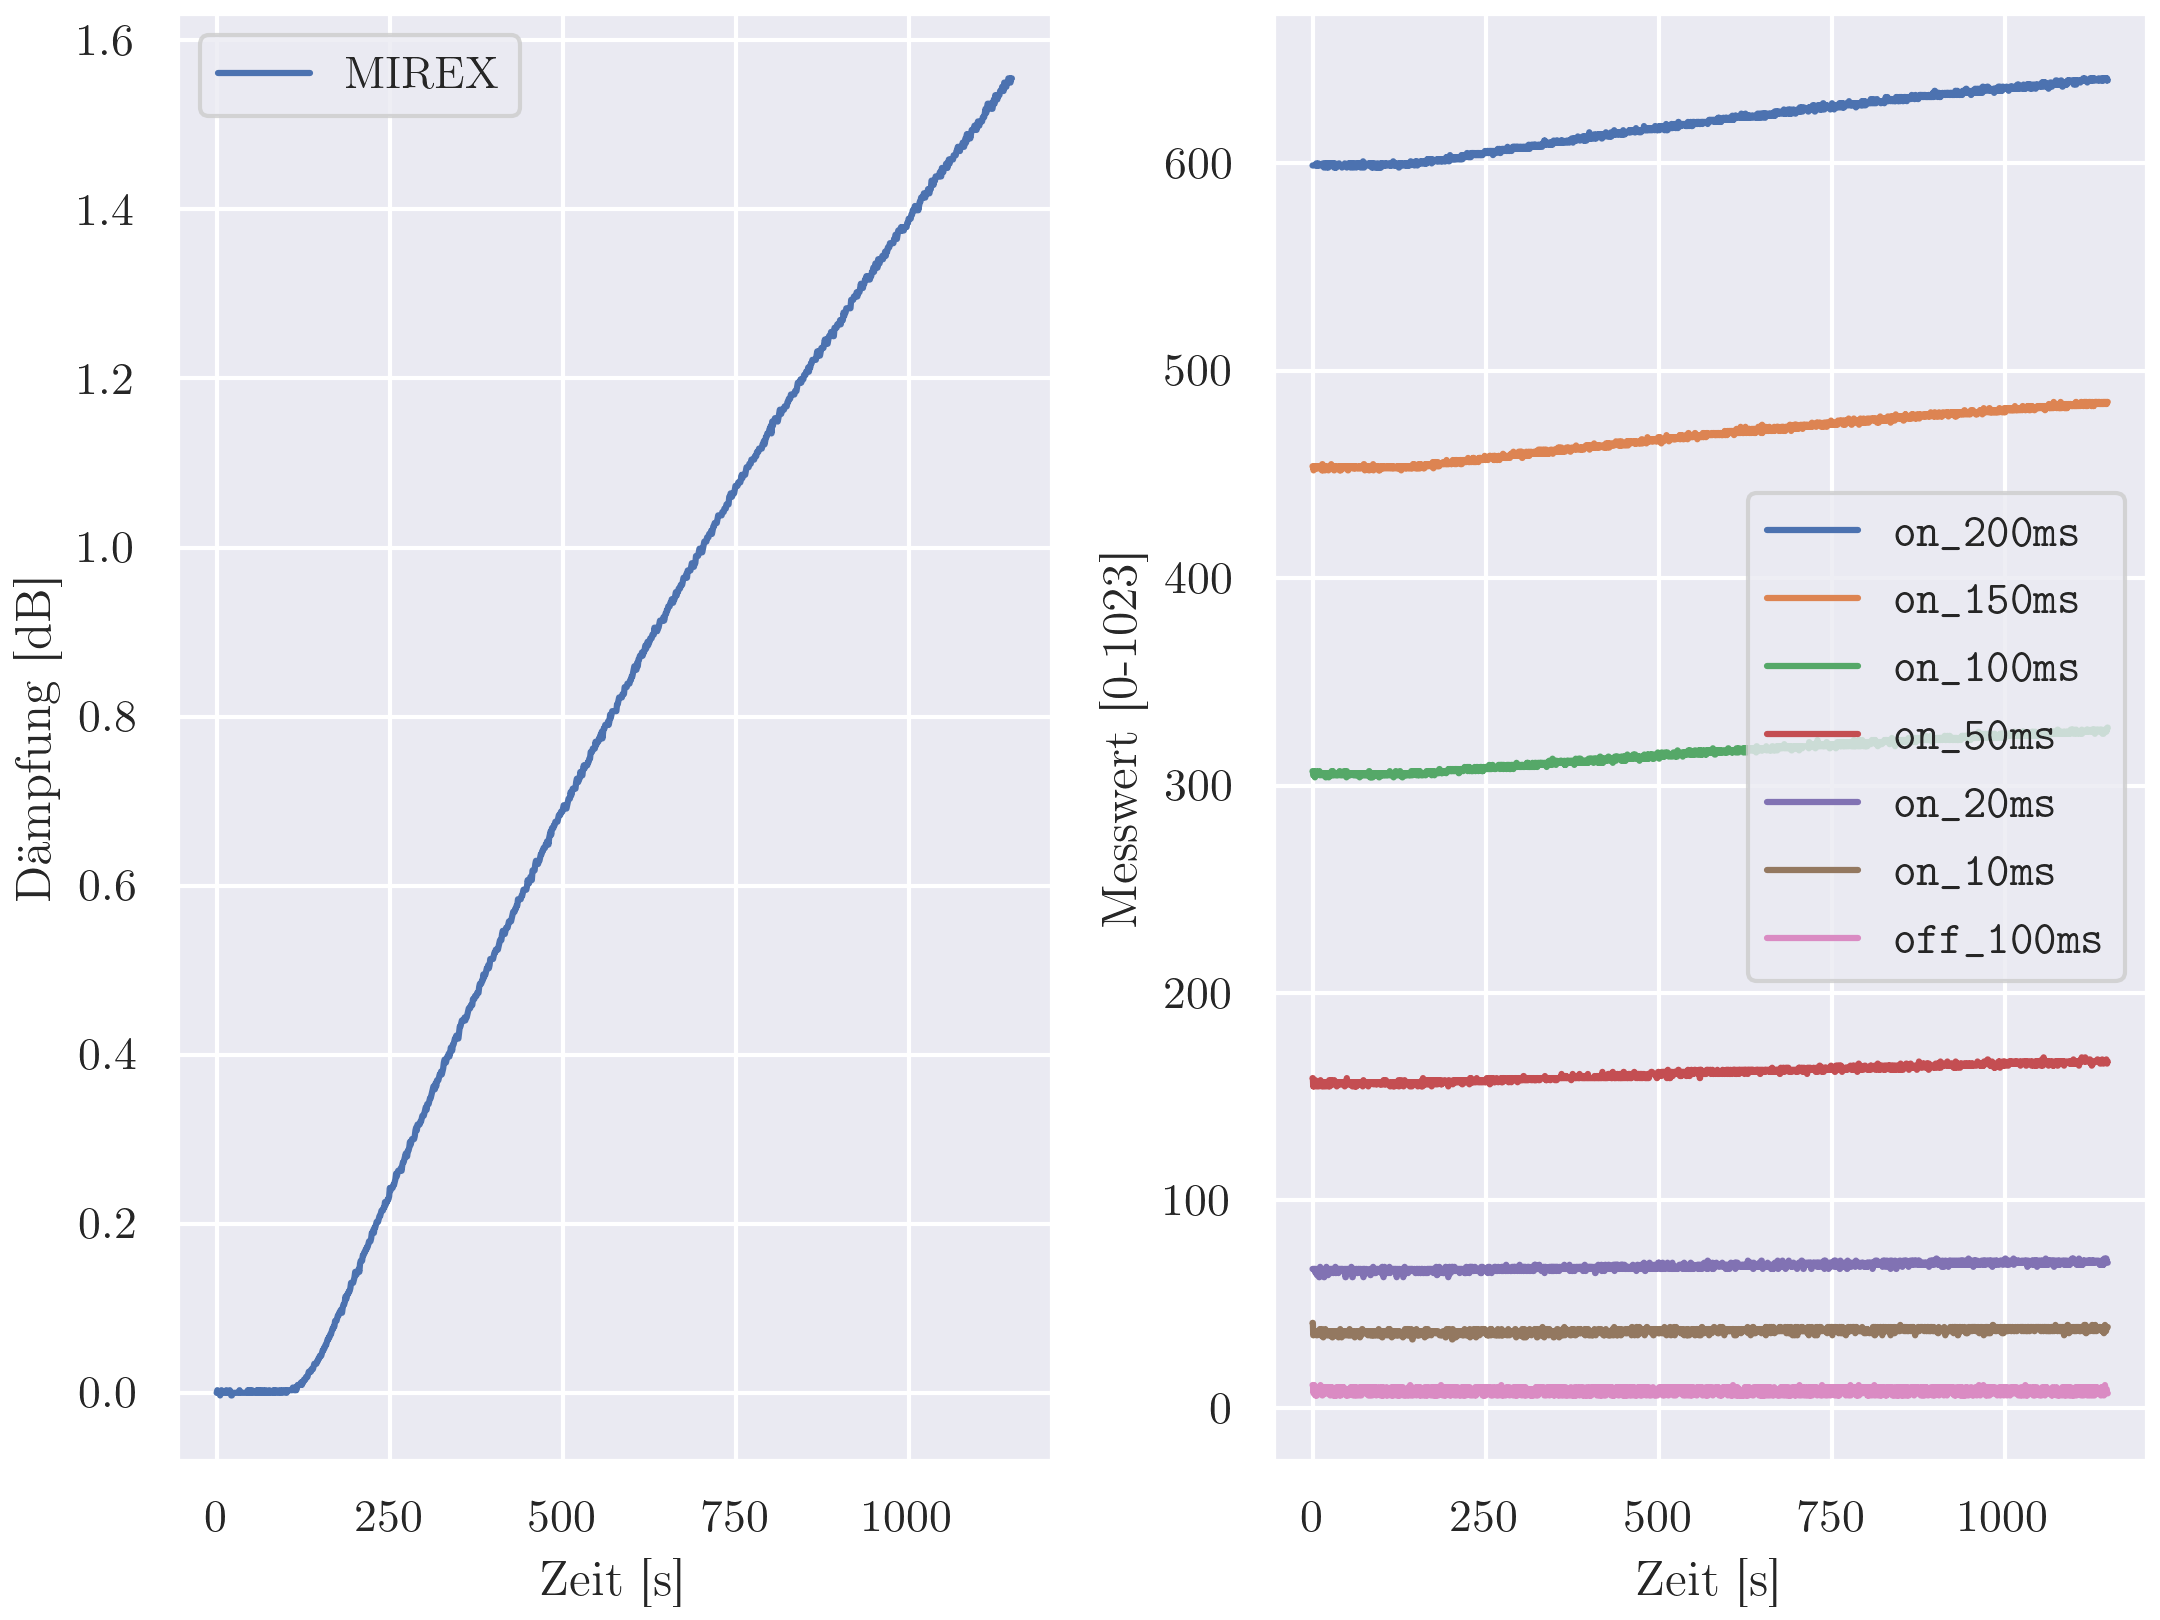 MIREX
1.6
1.4
1.2
1.0
0.8
0.6
0.4
0.2
0.0
Dämpfung [dB]
0 250 500 750 1000
Zeit [s]
600
500
400
300
200
100
0
Messwert [0-1023]
on_200ms
on_150ms
on_100ms
on_50ms
on_20ms
on_10ms
off_100ms
0 250 500 750 1000
Zeit [s]